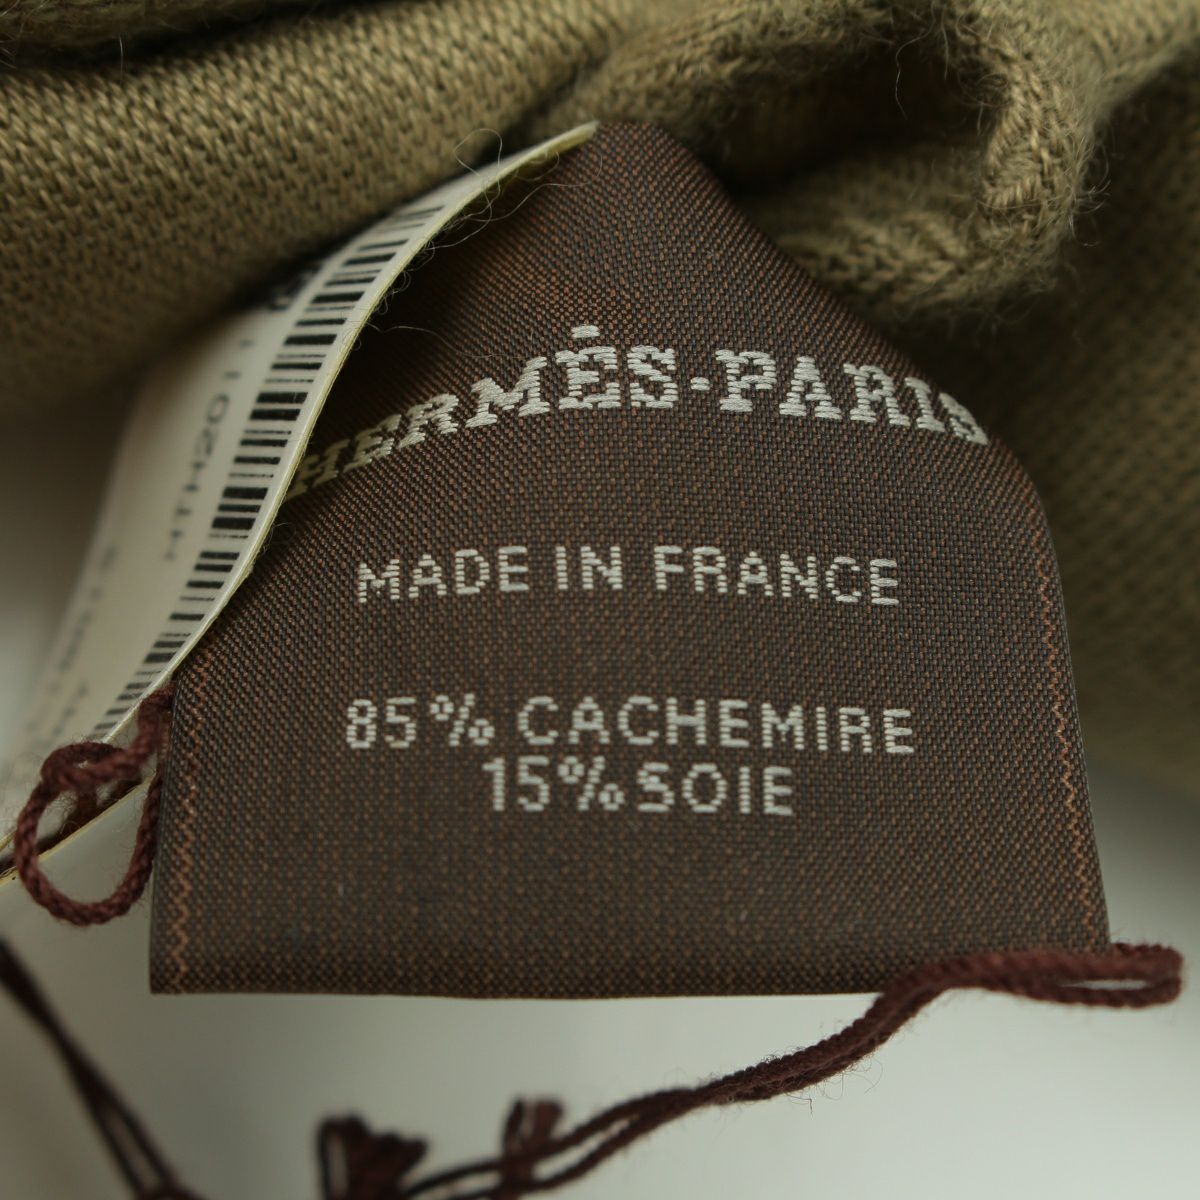 HERMÈS-PARIS
MADE IN FRANCE
85% CACHEMIRE
15% SOIE